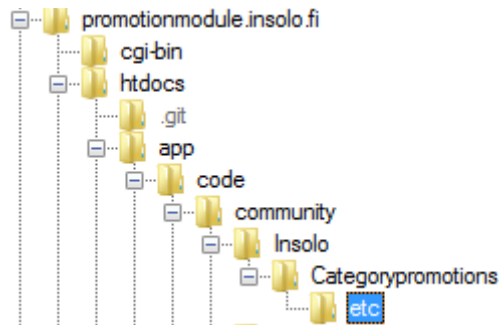 promotionmodule.insolo.fi
cgi-bin
htdocs
.git
app
code
community
Insolo
Categorypromotions
etc